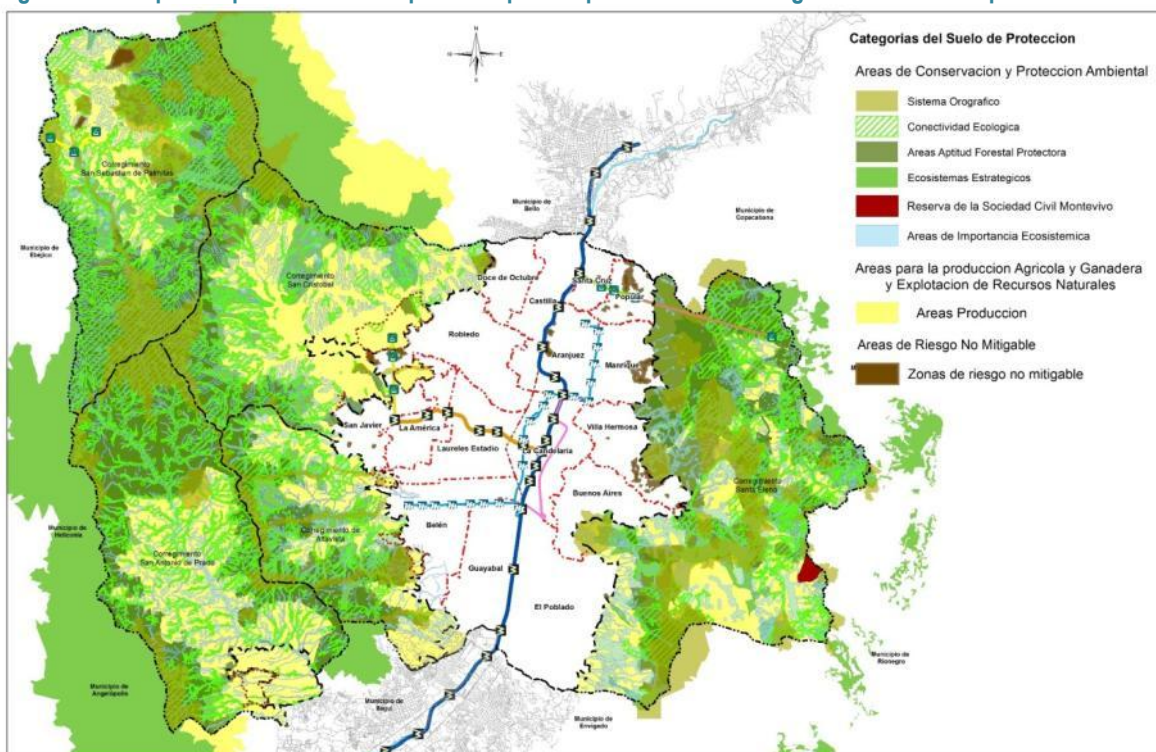 Categorias del Suelo de Proteccion
Areas de Conservacion y Proteccion Ambiental
Sistema Orografico
Conectividad Ecologica
Areas Aptitud Forestal Protectora
Ecosistemas Estrategicos
Reserva de la Sociedad Civil Montevivo
Areas de Importancia Ecosistemica
Areas para la produccion Agricola y Ganadera
y Explotacion de Recursos Naturales
Areas Produccion
Areas de Riesgo No Mitigable
Zonas de riesgo no mitigable
N
Corregimiento
San Sebastian de Palmitas
Municipio de
Ebejico
Municipio de
Bello
Municipio de
Copacabana
Corregimiento
San Cristobal
Doce de Octubre
Castilla
Santa Cruz
Popular
Robledo
Aranjuez
Manrique
San Javier
La América
Laureles Estadio
La Candelaria
Villa Hermosa
Buenos Aires
Corregimiento
Santa Elena
Municipio de
Heliconia
Corregimiento de
Altavista
Belén
Corregimiento
San Antonio de Prado
Guayabal
El Poblado
Municipio de
Rionegro
Municipio de
Angelopolis
Municipio de
Itagui
Municipio de
Envigado